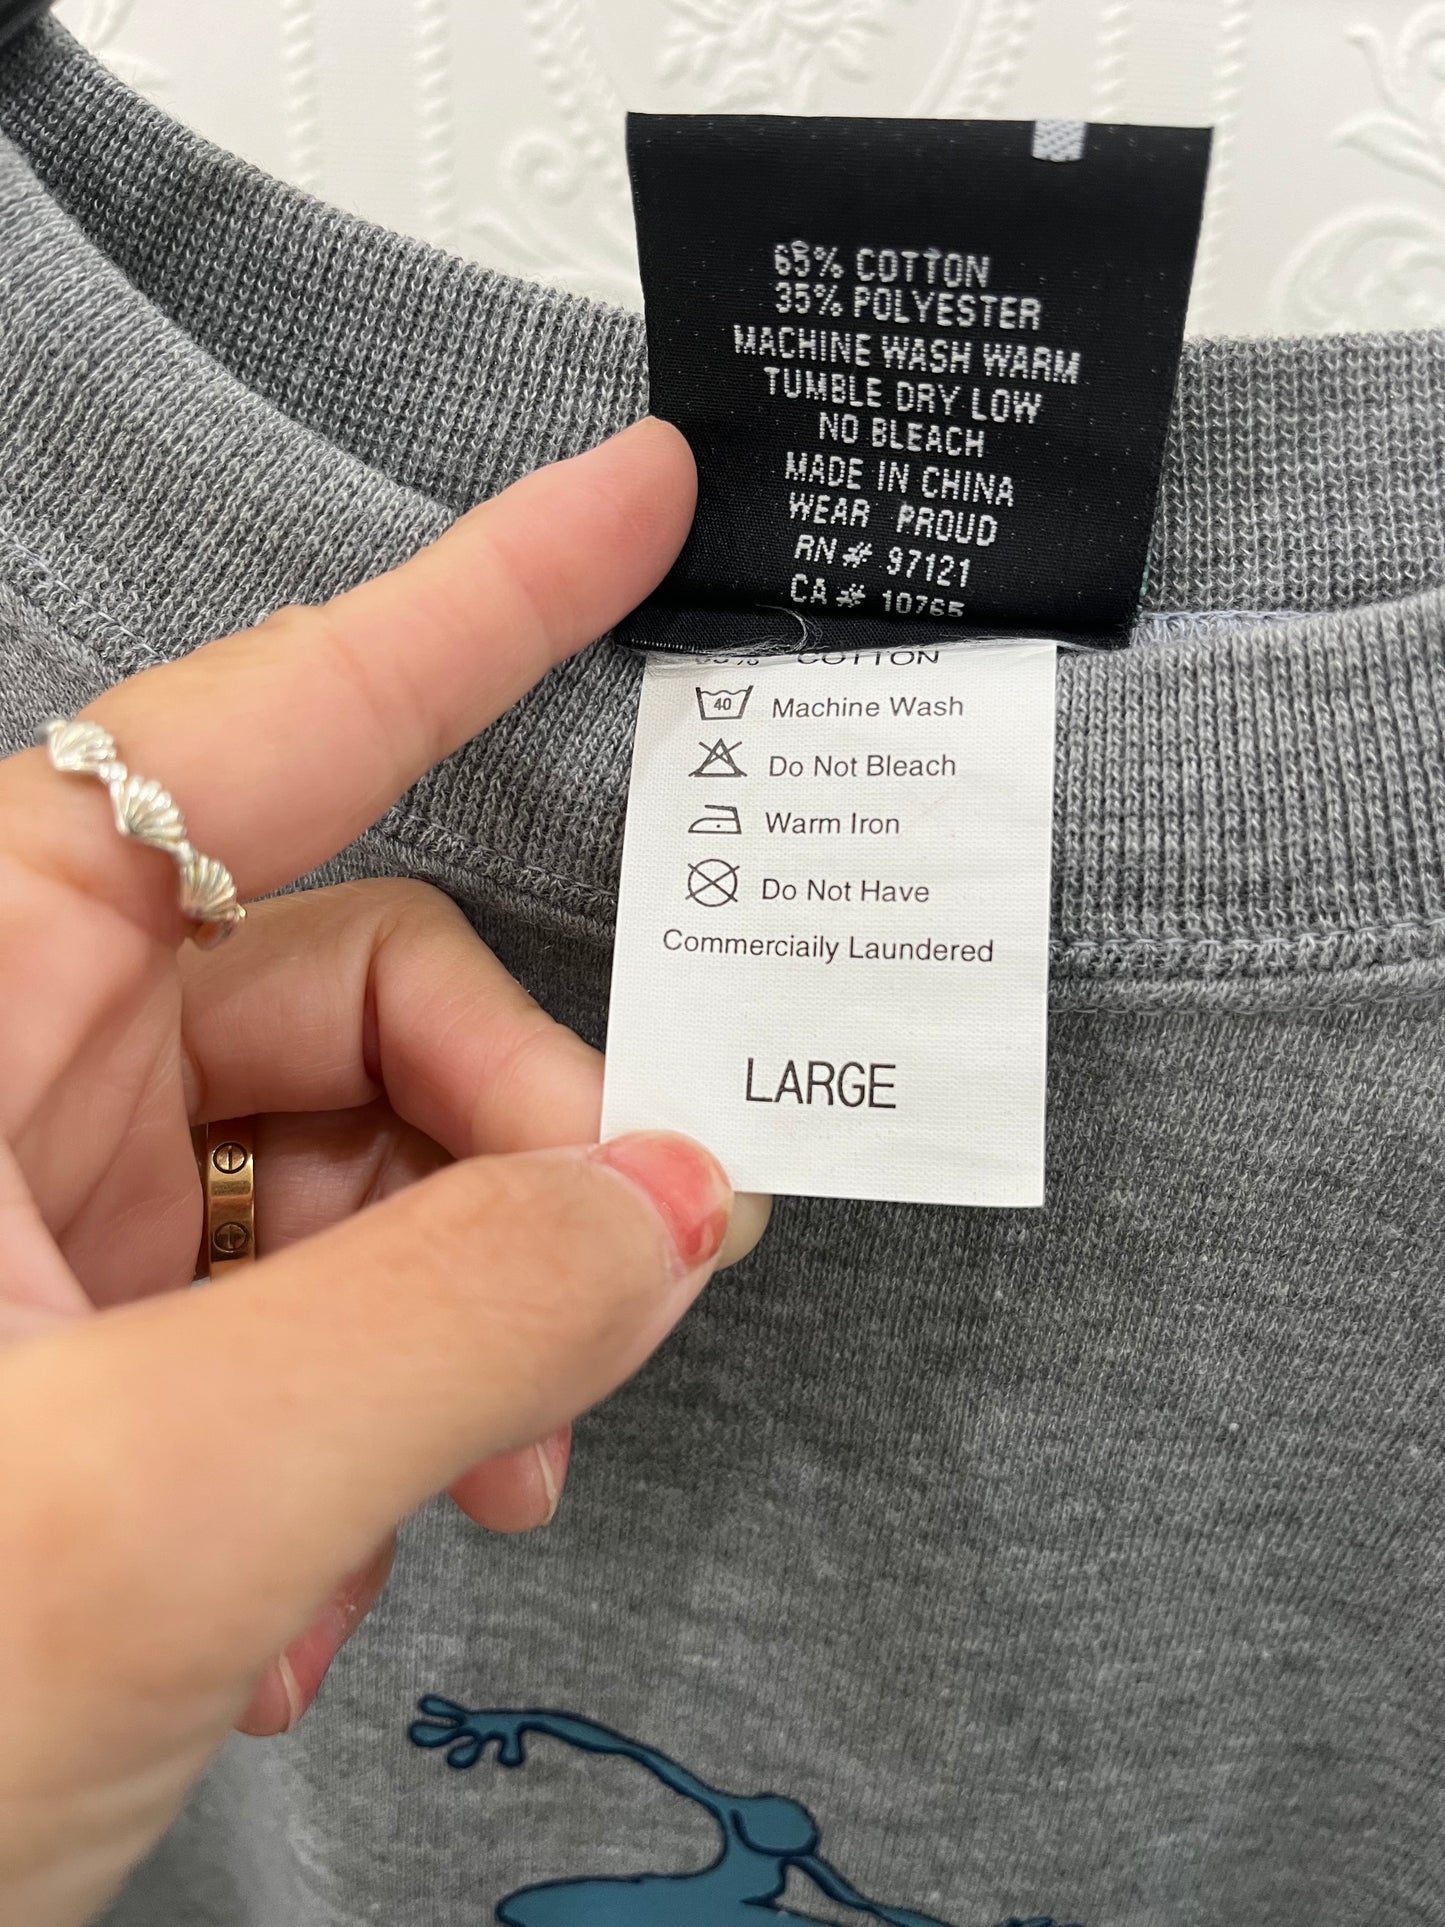 65% COTTON
35% POLYESTER
MACHINE WASH WARM
TUMBLE DRY LOW
NO BLEACH
MADE IN CHINA
WEAR PROUD
RN# 97121
CA# 10765
COTTON
40 Machine Wash
Do Not Bleach
Warm Iron
Do Not Have
Commerciaily Laundered
LARGE